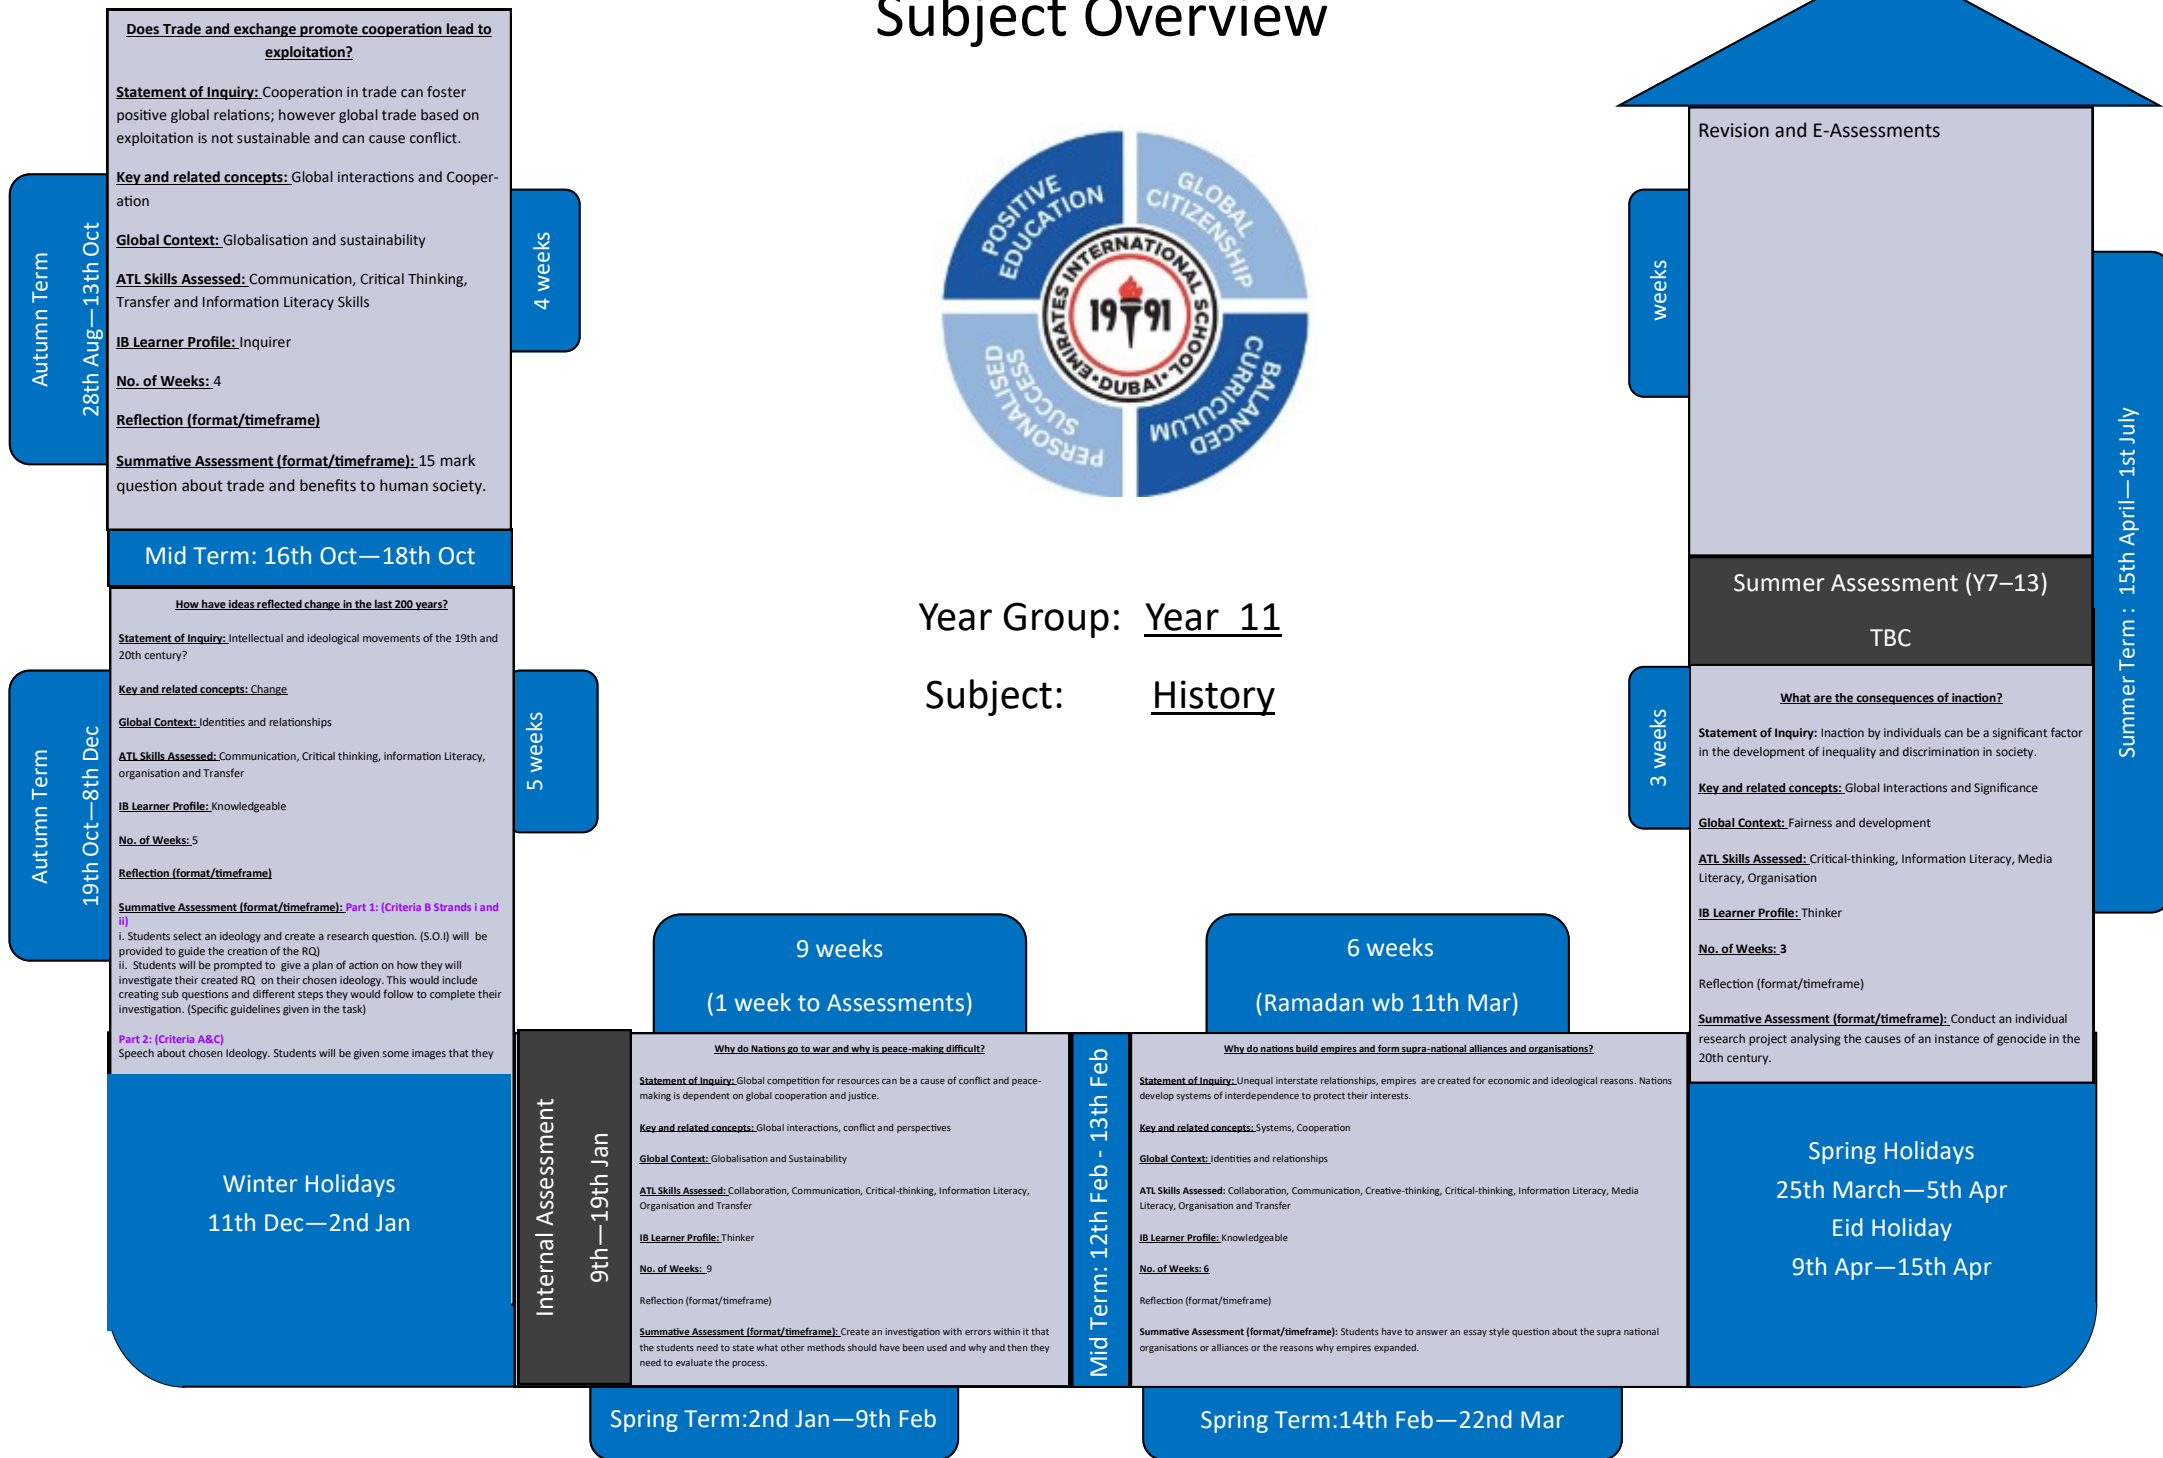 Subject Overview
Does Trade and exchange promote cooperation lead to
exploitation?
Statement of Inquiry: Cooperation in trade can foster
positive global relations; however global trade based on
exploitation is not sustainable and can cause conflict.
Key and related concepts: Global interactions and Cooper-
ation
Global Context: Globalisation and sustainability
ATL Skills Assessed: Communication, Critical Thinking,
Transfer and Information Literacy Skills
IB Learner Profile: Inquirer
No. of Weeks: 4
Reflection (format/timeframe)
Summative Assessment (format/timeframe): 15 mark
question about trade and benefits to human society.
Autumn Term
28th Aug—13th Oct
4 weeks
Mid Term: 16th Oct—18th Oct
How have ideas reflected change in the last 200 years?
Statement of Inquiry: Intellectual and ideological movements of the 19th and
20th century?
Key and related concepts: Change
Global Context: Identities and relationships
ATL Skills Assessed: Communication, Critical thinking, information Literacy,
organisation and Transfer
IB Learner Profile: Knowledgeable
No. of Weeks: 5
Reflection (format/timeframe)
Summative Assessment (format/timeframe): Part 1: (Criteria B Strands i and
ii)
i. Students select an ideology and create a research question. (S.O.I) will be
provided to guide the creation of the RQ)
ii. Students will be prompted to give a plan of action on how they will
investigate their created RQ on their chosen ideology. This would include
creating sub questions and different steps they would follow to complete their
investigation. (Specific guidelines given in the task)
Part 2: (Criteria A&C)
Speech about chosen Ideology. Students will be given some images that they
Autumn Term
19th Oct—8th Dec
5 weeks
Winter Holidays
11th Dec—2nd Jan
POSITIVE
EDUCATION
GLOBAL
CITIZENSHIP
BALANCED
CURRICULUM
PERSONALISED
SUCCESS
EMIRATES INTERNATIONAL SCHOOL
•DUBAI•
1991
Year Group: Year 11
Subject: History
Internal Assessment
9th—19th Jan
9 weeks
(1 week to Assessments)
Why do Nations go to war and why is peace-making difficult?
Statement of Inquiry: Global competition for resources can be a cause of conflict and peace-
making is dependent on global cooperation and justice.
Key and related concepts: Global interactions, conflict and perspectives
Global Context: Globalisation and Sustainability
ATL Skills Assessed: Collaboration, Communication, Critical-thinking, Information Literacy,
Organisation and Transfer
IB Learner Profile: Thinker
No. of Weeks: 9
Reflection (format/timeframe)
Summative Assessment (format/timeframe): Create an investigation with errors within it that
the students need to state what other methods should have been used and why and then they
need to evaluate the process.
Spring Term:2nd Jan—9th Feb
Mid Term: 12th Feb - 13th Feb
6 weeks
(Ramadan wb 11th Mar)
Why do nations build empires and form supra-national alliances and organisations?
Statement of Inquiry: Unequal interstate relationships, empires are created for economic and ideological reasons. Nations
develop systems of interdependence to protect their interests.
Key and related concepts: Systems, Cooperation
Global Context: Identities and relationships
ATL Skills Assessed: Collaboration, Communication, Creative-thinking, Critical-thinking, Information Literacy, Media
Literacy, Organisation and Transfer
IB Learner Profile: Knowledgeable
No. of Weeks: 6
Reflection (format/timeframe)
Summative Assessment (format/timeframe): Students have to answer an essay style question about the supra national
organisations or alliances or the reasons why empires expanded.
Spring Term:14th Feb—22nd Mar
Spring Holidays
25th March—5th Apr
Eid Holiday
9th Apr—15th Apr
What are the consequences of inaction?
Statement of Inquiry: Inaction by individuals can be a significant factor
in the development of inequality and discrimination in society.
Key and related concepts: Global Interactions and Significance
Global Context: Fairness and development
ATL Skills Assessed: Critical-thinking, Information Literacy, Media
Literacy, Organisation
IB Learner Profile: Thinker
No. of Weeks: 3
Reflection (format/timeframe)
Summative Assessment (format/timeframe): Conduct an individual
research project analysing the causes of an instance of genocide in the
20th century.
3 weeks
Summer Assessment (Y7–13)
TBC
Revision and E-Assessments
weeks
Summer Term : 15th April—1st July